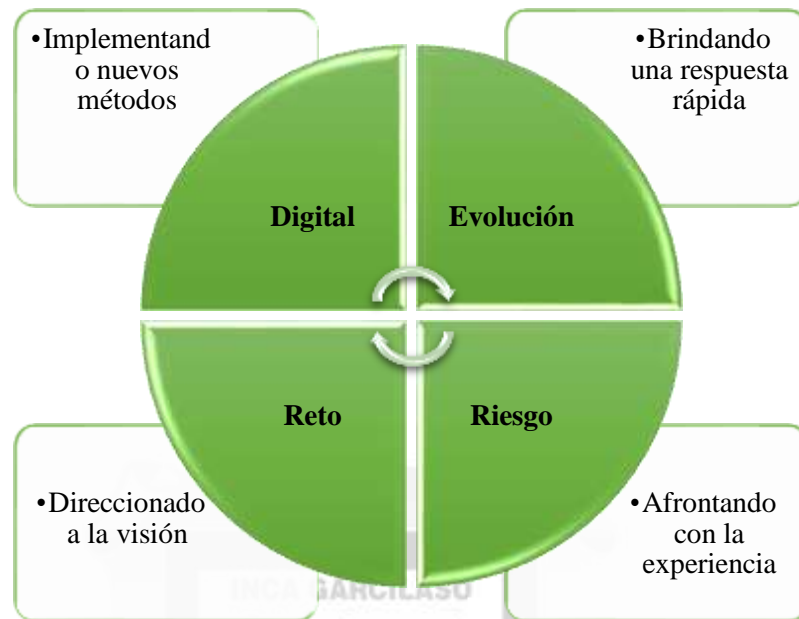 •Implementand
o nuevos
métodos
•Brindando
una respuesta
rápida
Digital
Evolución
Reto
Riesgo
•Direccionado
a la visión
•Afrontando
con la
experiencia
INCA GARCILASO